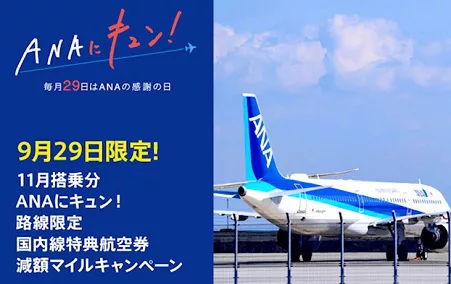 ANAにキュン!
毎月29日はANAの感謝の日
9月29日限定!
11月搭乗分
ANAにキュン!
路線限定
国内線特典航空券
減額マイルキャンペーン
ANA